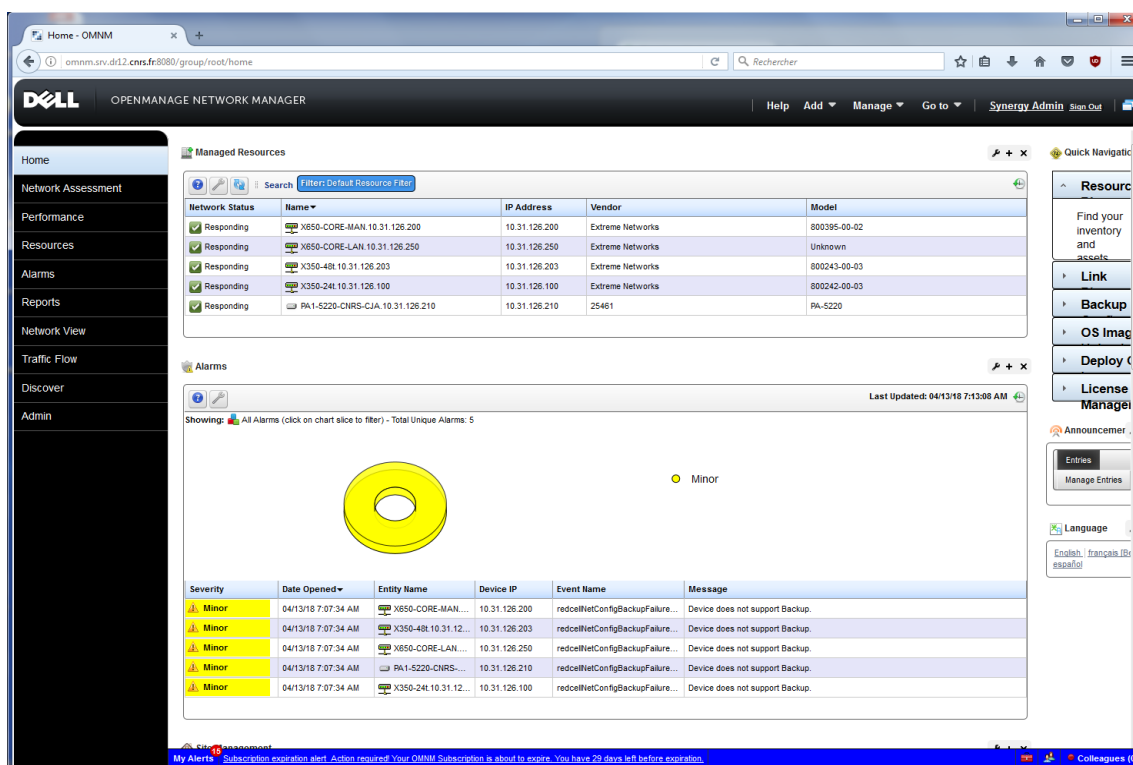 Home - OMNM
omnm.srv.dr12.cnrs.fr:8080/group/root/home
Rechercher
DELL OPENMANAGE NETWORK MANAGER
Help Add Manage Go to Synergy Admin Sign Out
Home
Network Assessment
Performance
Resources
Alarms
Reports
Network View
Traffic Flow
Discover
Admin
Managed Resources
Search Filter: Default Resource Filter
Network Status Name IP Address Vendor Model
Responding X650-CORE-MAN.10.31.126.200 10.31.126.200 Extreme Networks 800395-00-02
Responding X650-CORE-LAN.10.31.126.250 10.31.126.250 Extreme Networks Unknown
Responding X350-48t.10.31.126.203 10.31.126.203 Extreme Networks 800243-00-03
Responding X350-24t.10.31.126.100 10.31.126.100 Extreme Networks 800242-00-03
Responding PA1-5220-CNRS-CJA.10.31.126.210 10.31.126.210 25461 PA-5220
Alarms
Last Updated: 04/13/18 7:13:08 AM
Showing: All Alarms (click on chart slice to filter) - Total Unique Alarms: 5
Minor
Severity Date Opened Entity Name Device IP Event Name Message
Minor 04/13/18 7:07:34 AM X650-CORE-MAN.... 10.31.126.200 redcellNetConfigBackupFailure... Device does not support Backup.
Minor 04/13/18 7:07:34 AM X350-48t.10.31.12... 10.31.126.203 redcellNetConfigBackupFailure... Device does not support Backup.
Minor 04/13/18 7:07:34 AM X650-CORE-LAN.... 10.31.126.250 redcellNetConfigBackupFailure... Device does not support Backup.
Minor 04/13/18 7:07:34 AM PA1-5220-CNRS-... 10.31.126.210 redcellNetConfigBackupFailure... Device does not support Backup.
Minor 04/13/18 7:07:34 AM X350-24t.10.31.12... 10.31.126.100 redcellNetConfigBackupFailure... Device does not support Backup.
Quick Navigatic
Resourc
Find your
inventory
and
assets
Link
Backup
OS Imag
Deploy
License
Manager
Announcemer
Entries
Manage Entries
Language
English français [Be
español
Site Management
My Alerts 15 Subscription expiration alert Action required! Your OMNM Subscription is about to expire. You have 29 days left before expiration. Colleagues